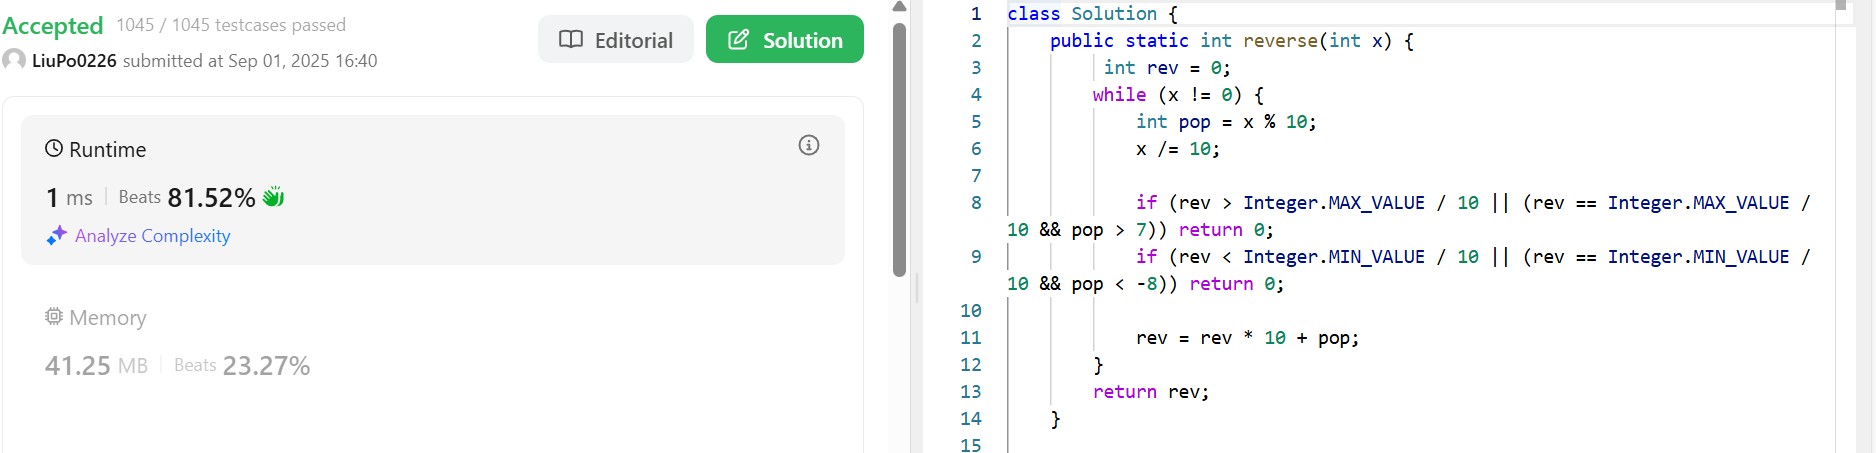 Accepted 1045 / 1045 testcases passed
Editorial
Solution
LiuPo0226 submitted at Sep 01, 2025 16:40
Runtime
1 ms | Beats 81.52%
Analyze Complexity
Memory
41.25 MB | Beats 23.27%
1 class Solution {
2     public static int reverse(int x) {
3          int rev = 0;
4         while (x != 0) {
5             int pop = x % 10;
6             x /= 10;
7
8             if (rev > Integer.MAX_VALUE / 10 || (rev == Integer.MAX_VALUE /
10 && pop > 7)) return 0;
9             if (rev < Integer.MIN_VALUE / 10 || (rev == Integer.MIN_VALUE /
10 && pop < -8)) return 0;
10
11             rev = rev * 10 + pop;
12         }
13         return rev;
14     }
15